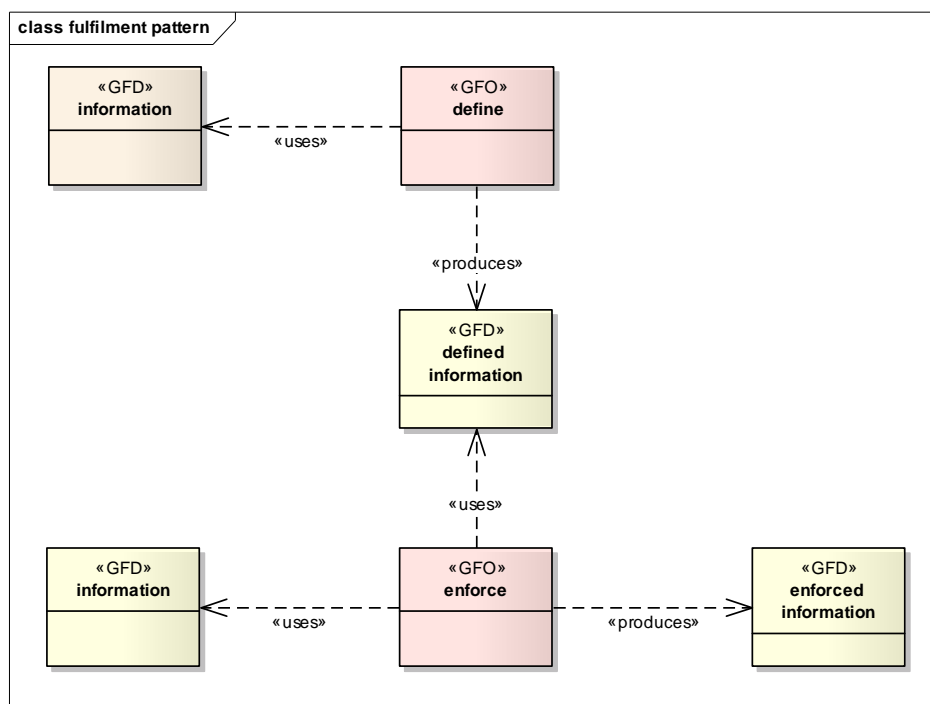 class fulfilment pattern
«GFD»
information
«GFO»
define
«uses»
«produces»
«GFD»
defined
information
«uses»
«GFD»
information
«GFO»
enforce
«GFD»
enforced
information
«uses»
«produces»